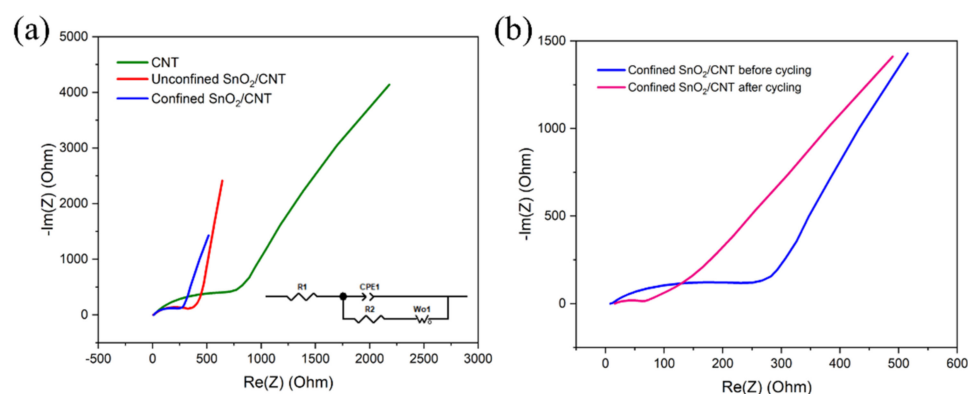 (a)
5000
4000
3000
2000
1000
0
-500
0
500
1000
1500
2000
2500
3000
-Im(Z) (Ohm)
Re(Z) (Ohm)
CNT
Unconfined SnO₂/CNT
Confined SnO₂/CNT
R1
CPE1
R2
Wo1
(b)
1500
1000
500
0
0
100
200
300
400
500
600
-Im(Z) (Ohm)
Re(Z) (Ohm)
Confined SnO₂/CNT before cycling
Confined SnO₂/CNT after cycling